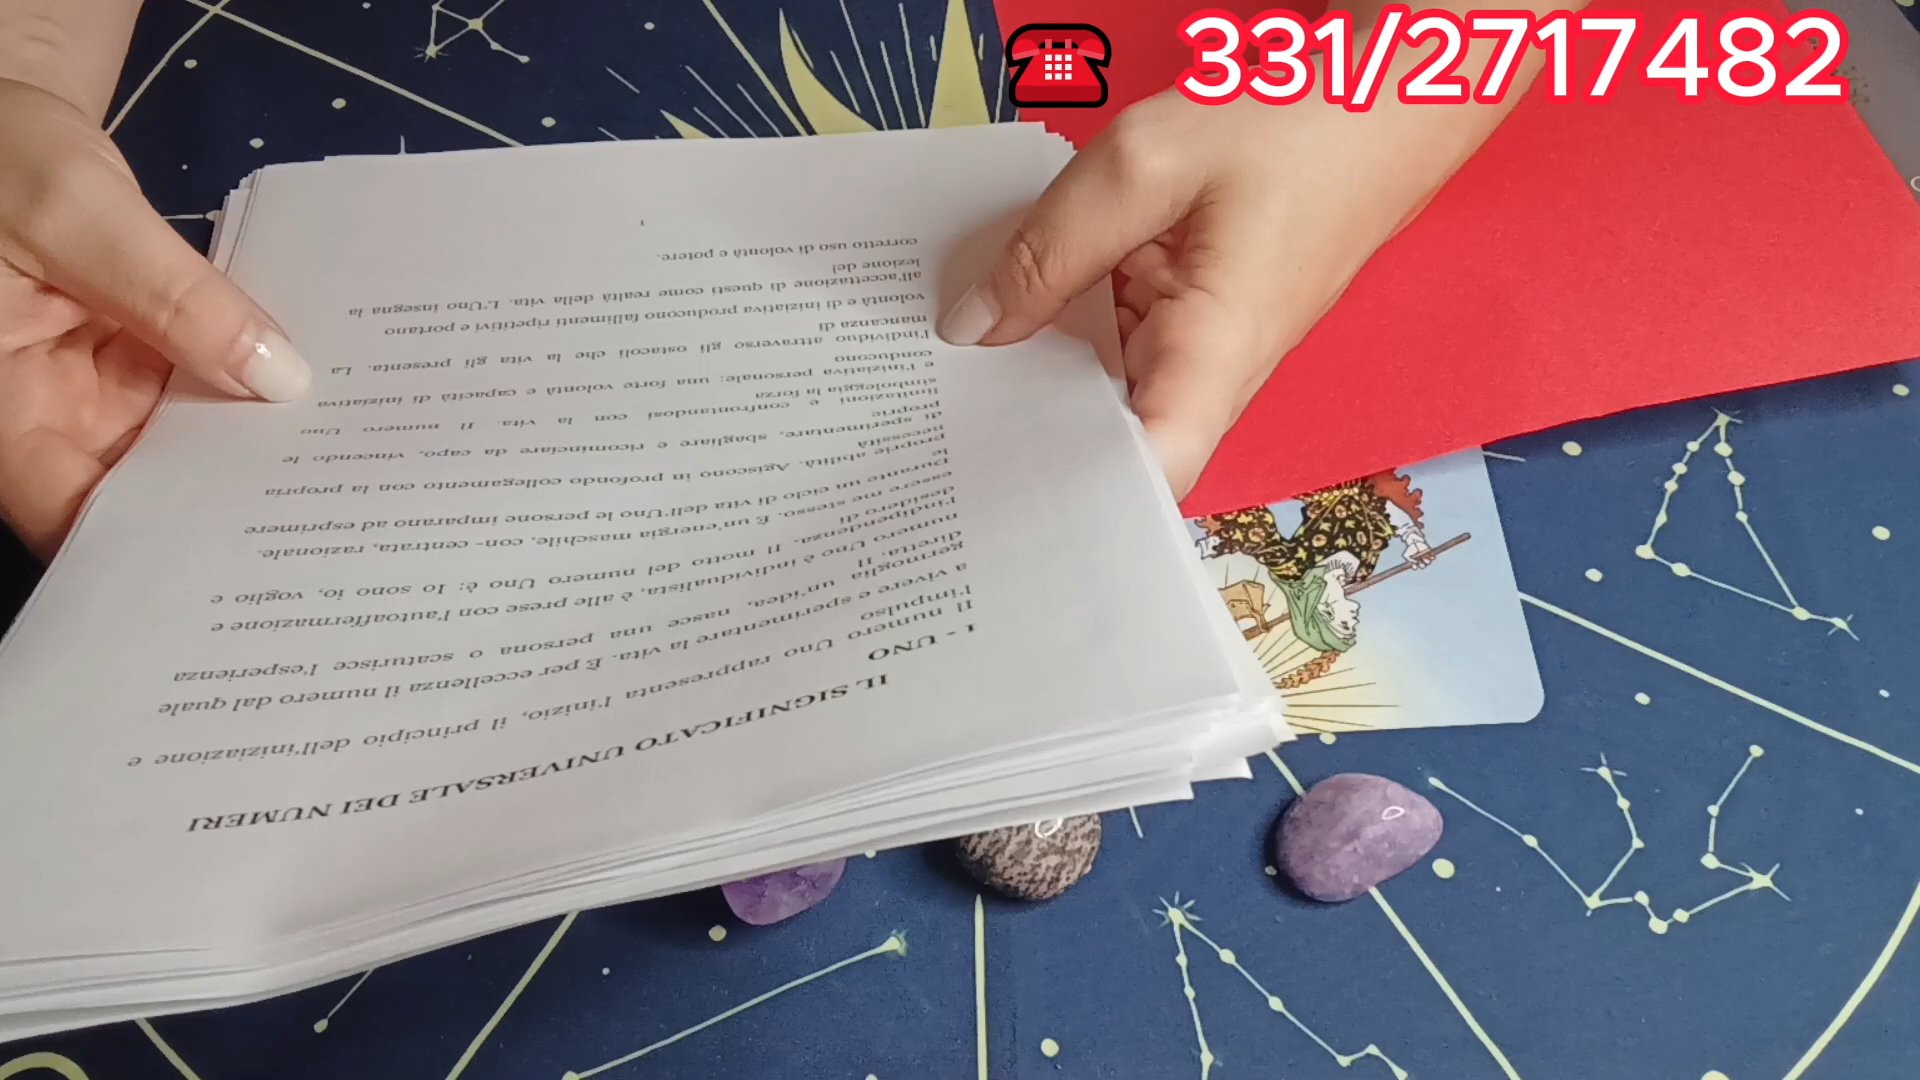 331/2717482
IL SIGNIFICATO UNIVERSALE DEI NUMERI
1 - UNO
Il numero Uno rappresenta l'inizio, il principio dell'iniziazione e
l'impulso
a vivere e sperimentare la vita. È per eccellenza il numero dal quale
germoglia un'idea, nasce una persona o scaturisce l'esperienza
diretta. Il
numero Uno è individualista, è alle prese con l'autoaffermazione e
l'indipendenza. Il motto del numero Uno è: Io sono io, voglio e
desidero di
essere me stesso. È un'energia maschile, con- centrata, razionale.
Durante un ciclo di vita dell'Uno le persone imparano ad esprimere
le
proprie abilità. Agiscono in profondo collegamento con la propria
necessità
di sperimentare, sbagliare e ricominciare da capo, vincendo le
proprie
limitazioni e confrontandosi con la vita. Il numero Uno
simboleggia la forza
e l'iniziativa personale: una forte volontà e capacità di iniziativa
conducono
l'individuo attraverso gli ostacoli che la vita gli presenta. La
mancanza di
volontà e di iniziativa producono fallimenti ripetitivi e portano
all'accettazione di questi come realtà della vita. L'Uno insegna la
lezione del
corretto uso di volontà e potere.
1